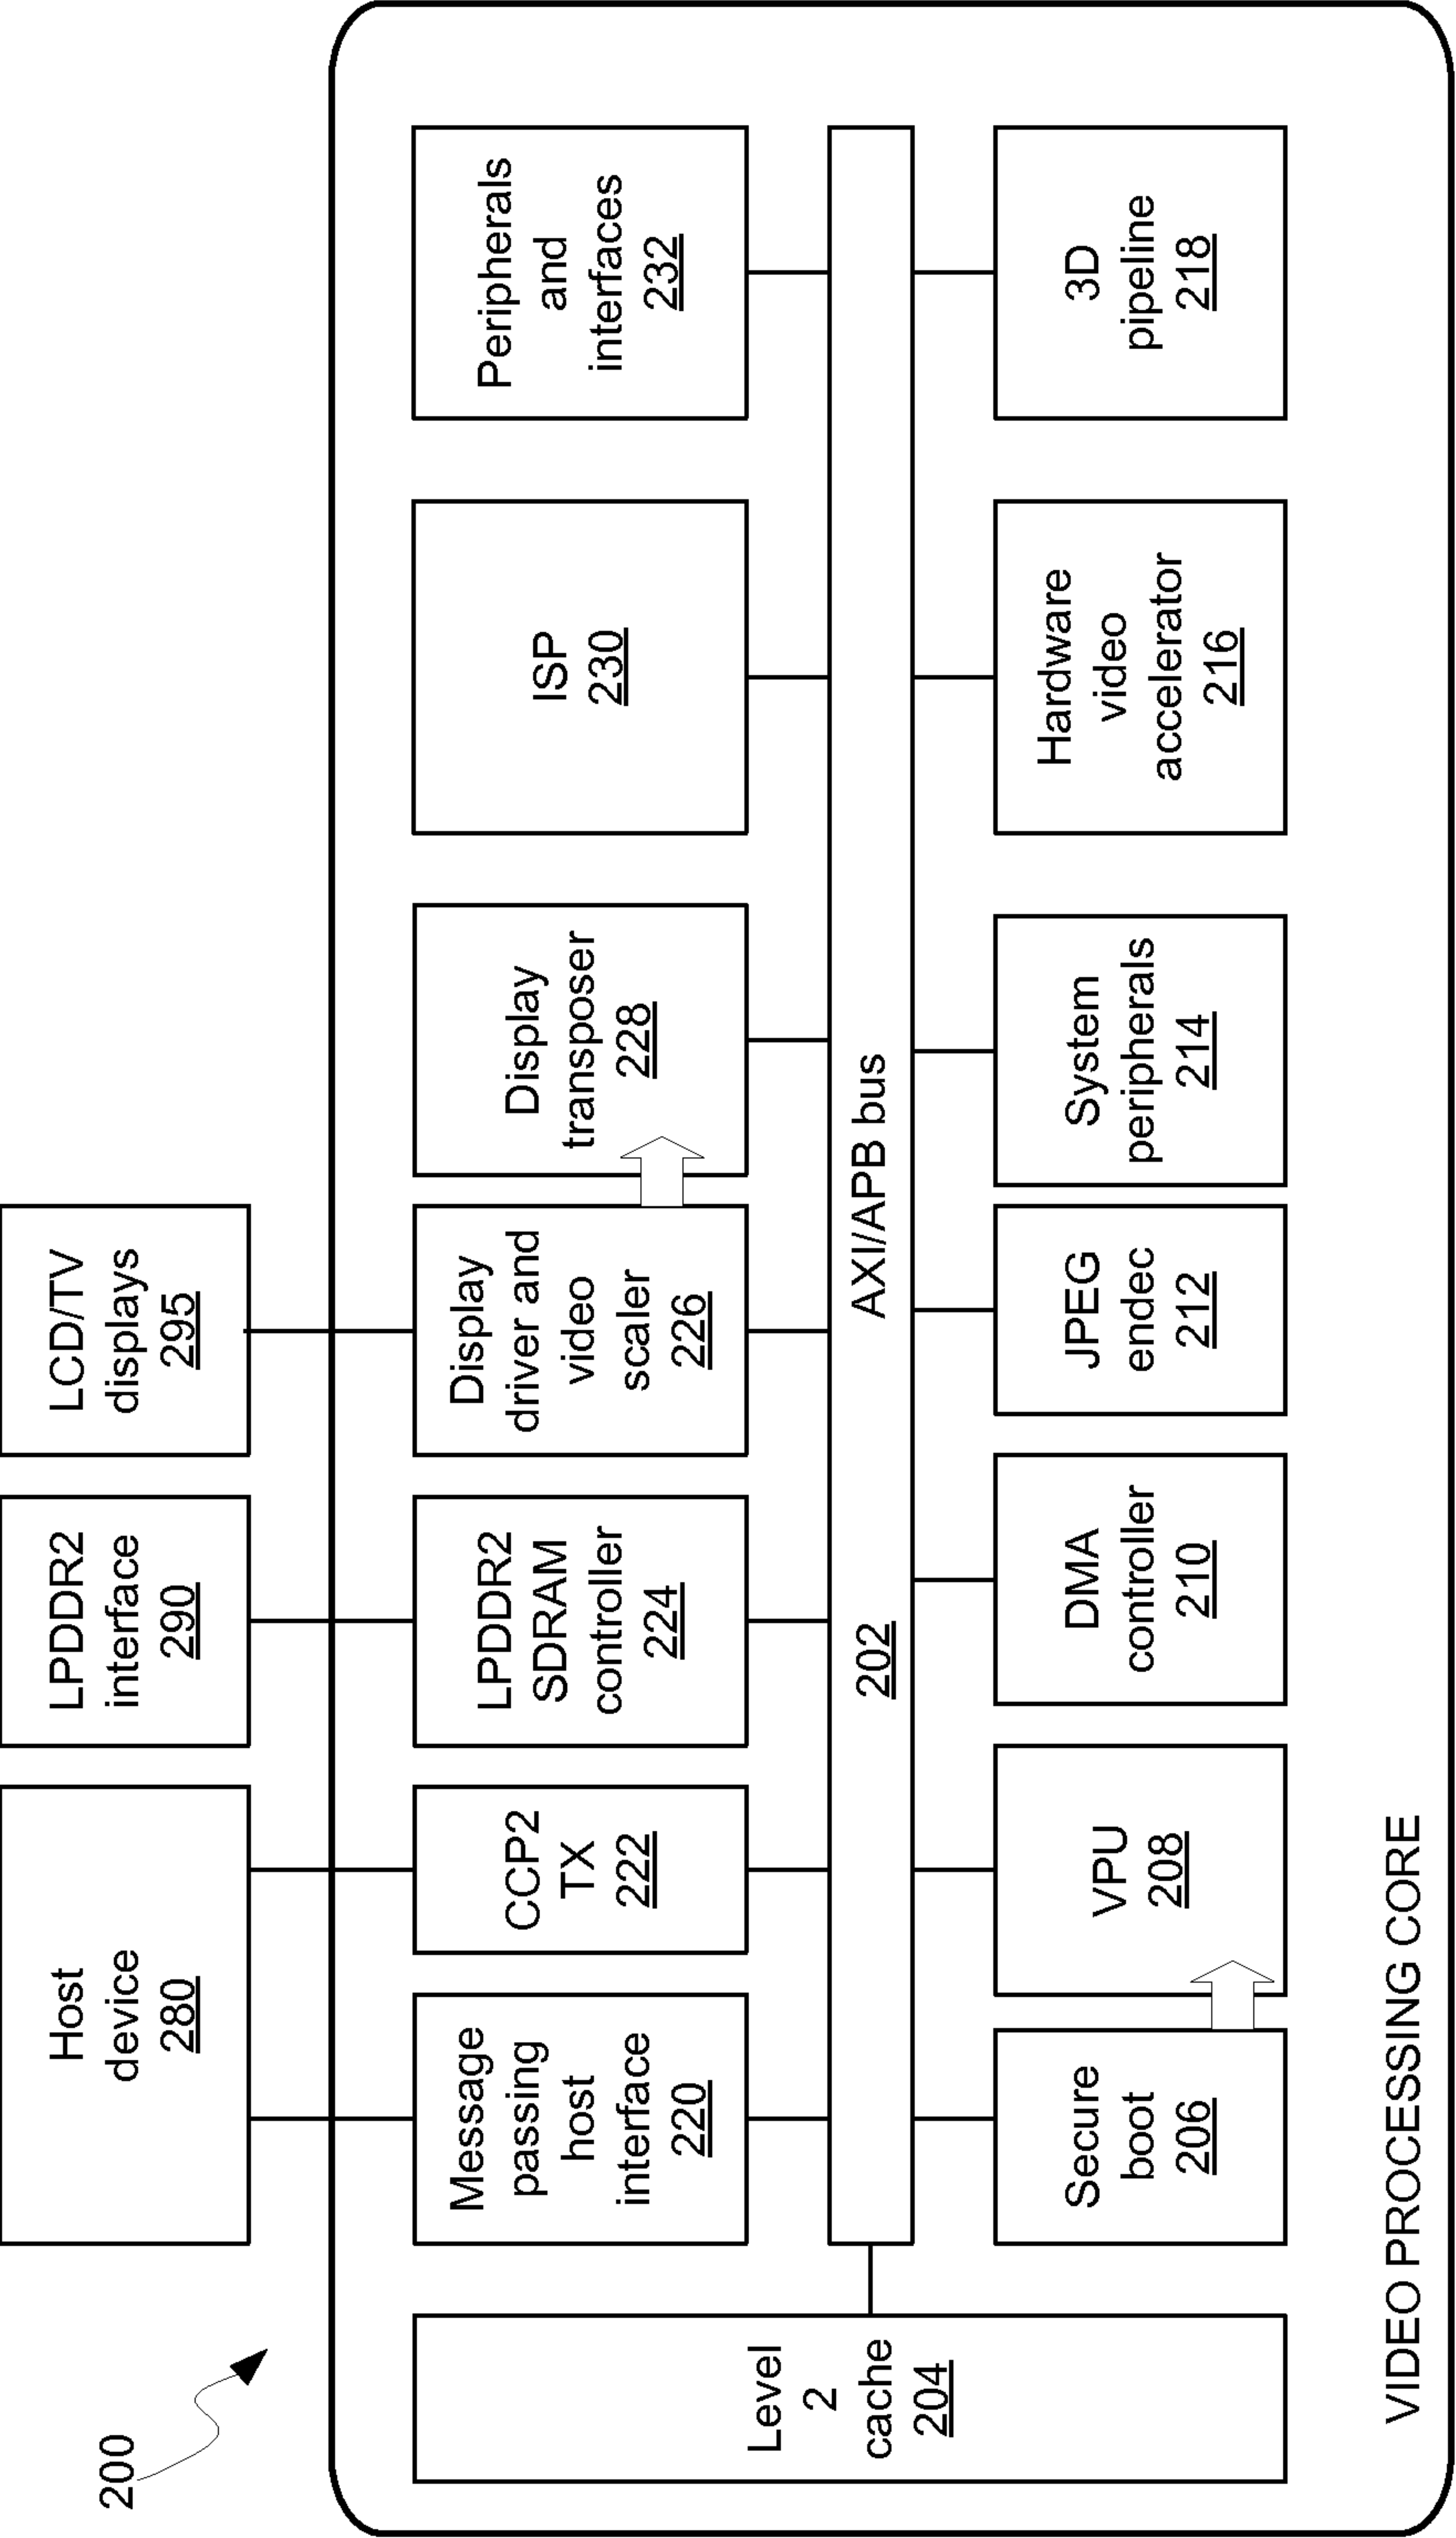 200
Host
device
280
LPDDR2
interface
290
LCD/TV
displays
295
Level
2
cache
204
Message
passing
host
interface
220
CCP2
TX
222
LPDDR2
SDRAM
controller
224
Display
driver and
video
scaler
226
Display
transposer
228
ISP
230
Peripherals
and
interfaces
232
202
AXI/APB bus
Secure
boot
206
VPU
208
DMA
controller
210
JPEG
endec
212
System
peripherals
214
Hardware
video
accelerator
216
3D
pipeline
218
VIDEO PROCESSING CORE